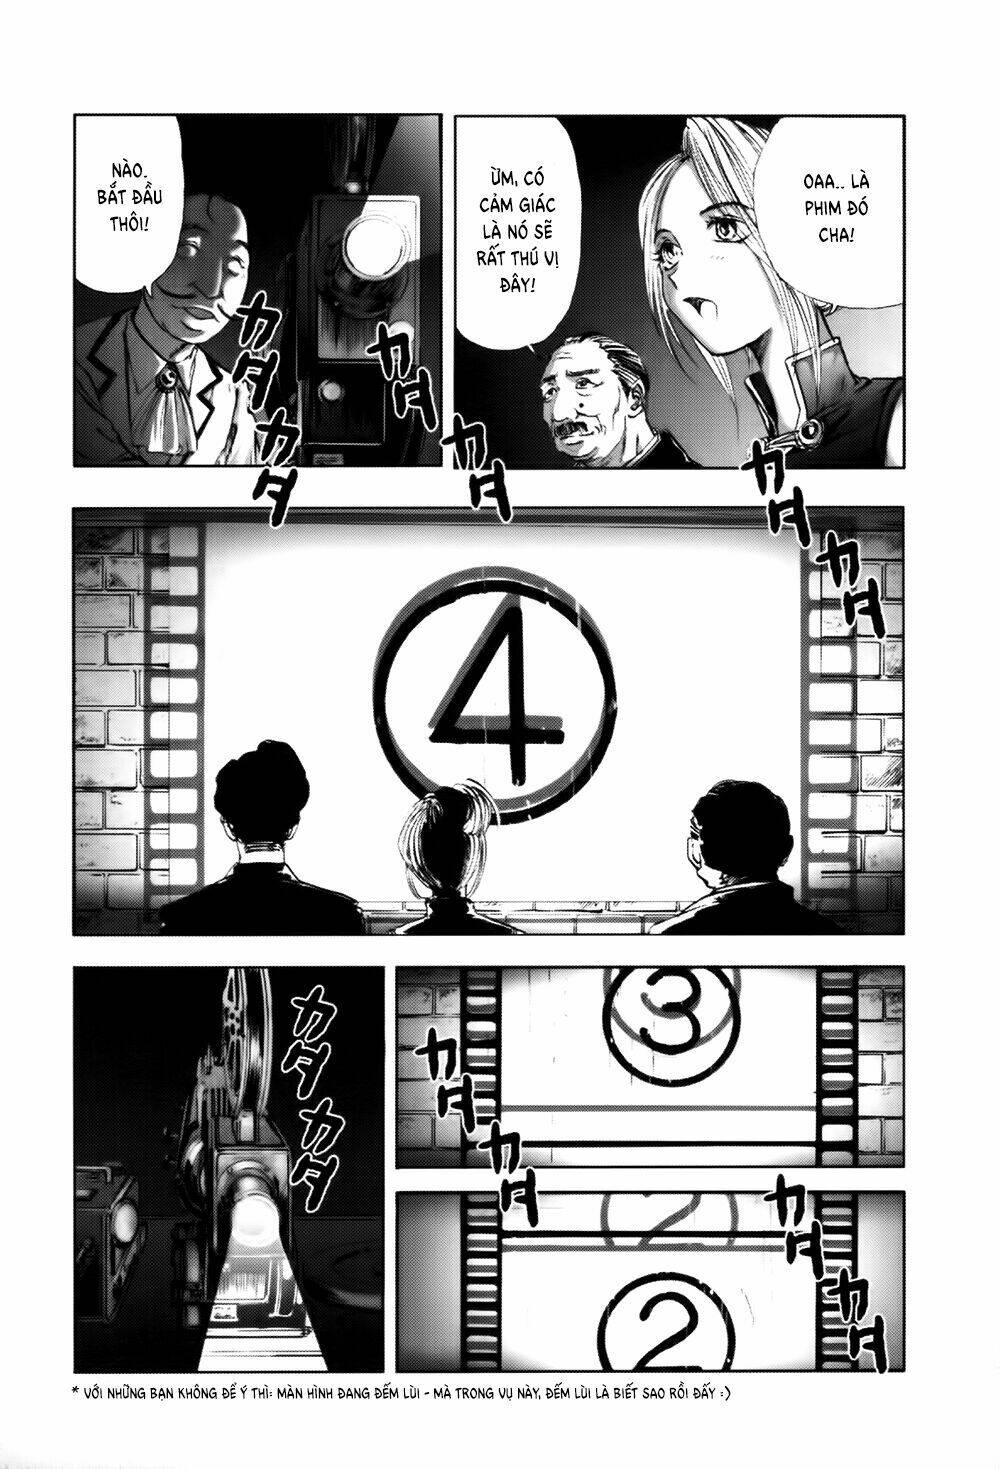 OAA.. LÀ
PHIM ĐÓ
CHA!
ỪM, CÓ
CẢM GIÁC
LÀ NÓ SẼ
RẤT THÚ VỊ
ĐÂY!
NÀO.
BẮT ĐẦU
THÔI!
カタ
カタ
カタ
カタ
カタ
カタ
カタ
4
カタ
カタ
3
カタ
カタ
2
2
カタ
カタ
* VỚI NHỮNG BẠN KHÔNG ĐỂ Ý THÌ: MÀN HÌNH ĐANG ĐẾM LÙI - MÀ TRONG VỤ NÀY, ĐẾM LÙI LÀ BIẾT SAO RỒI ĐẤY :)